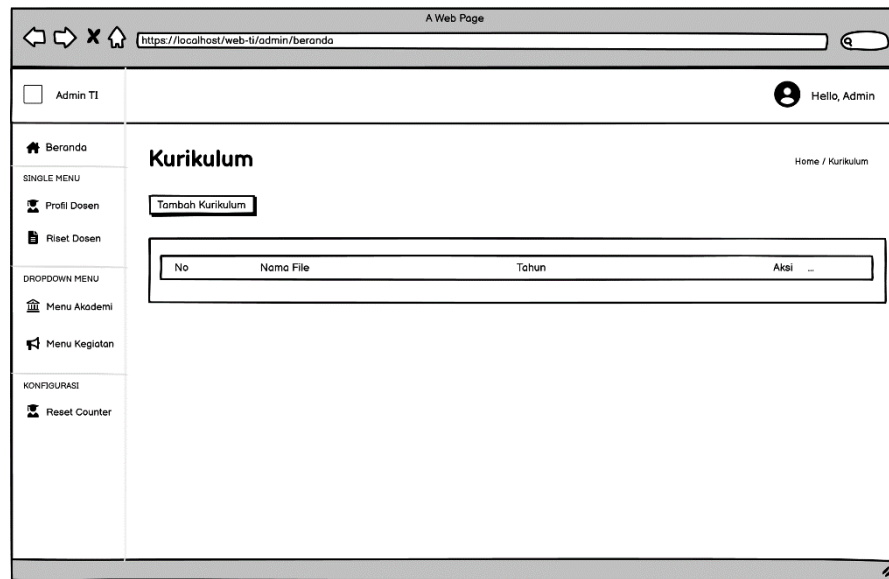 A Web Page
https://localhost/web-ti/admin/beranda
Admin TI
Hello, Admin
Beranda
Kurikulum
Home / Kurikulum
SINGLE MENU
Profil Dosen
Tambah Kurikulum
Riset Dosen
No Nama File Tahun Aksi ...
DROPDOWN MENU
Menu Akademi
Menu Kegiatan
KONFIGURASI
Reset Counter